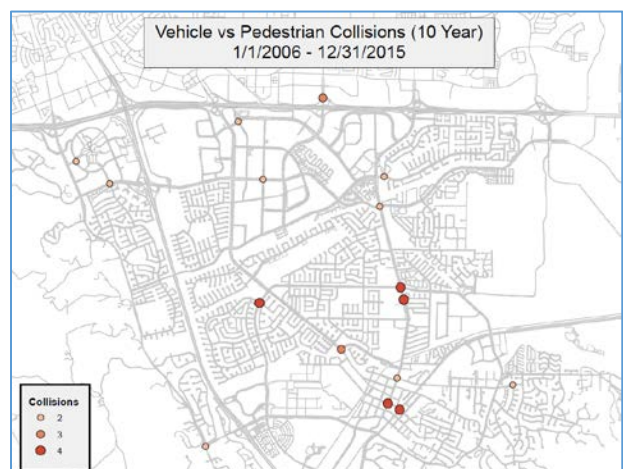 Vehicle vs Pedestrian Collisions (10 Year)
1/1/2006 - 12/31/2015
Collisions
2
3
4